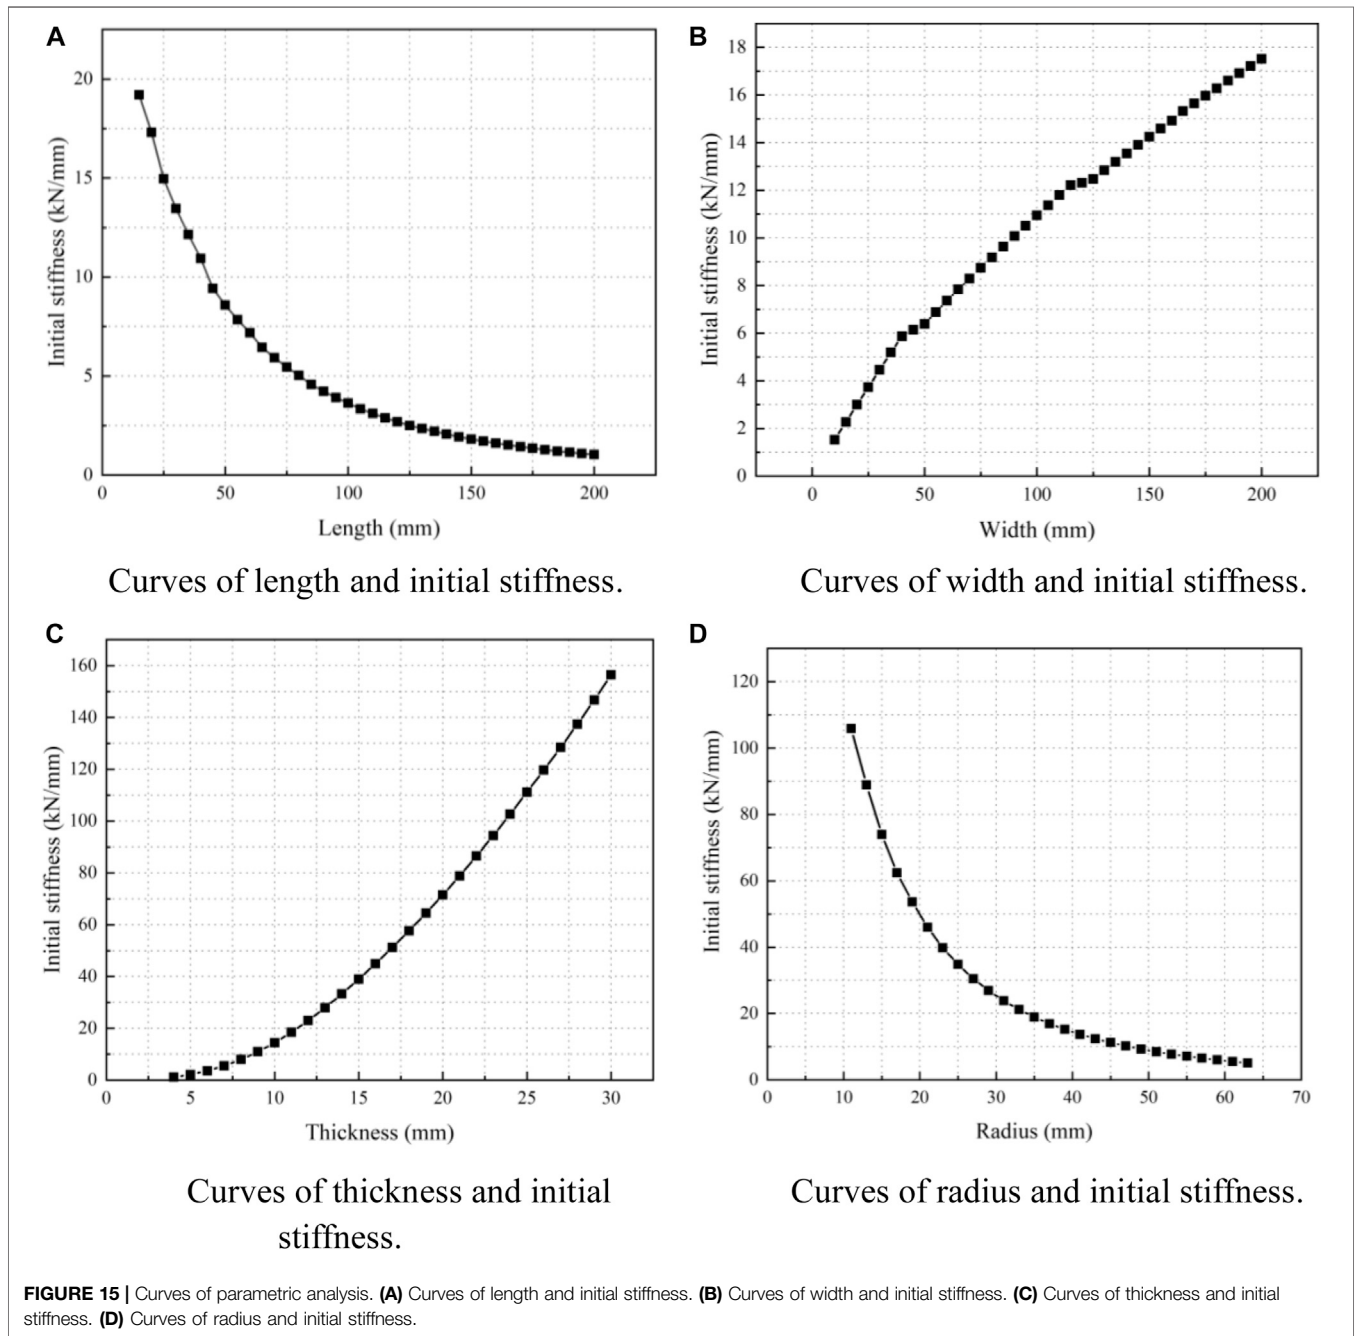 A
20
15
10
5
0
0 50 100 150 200
Initial stiffness (kN/mm)
Length (mm)
Curves of length and initial stiffness.
B
18
16
14
12
10
8
6
4
2
0
0 50 100 150 200
Initial stiffness (kN/mm)
Width (mm)
Curves of width and initial stiffness.
C
160
140
120
100
80
60
40
20
0
0 5 10 15 20 25 30
Initial stiffness (kN/mm)
Thickness (mm)
Curves of thickness and initial
stiffness.
D
120
100
80
60
40
20
0
0 10 20 30 40 50 60 70
Initial stiffness (kN/mm)
Radius (mm)
Curves of radius and initial stiffness.
FIGURE 15 | Curves of parametric analysis. (A) Curves of length and initial stiffness. (B) Curves of width and initial stiffness. (C) Curves of thickness and initial
stiffness. (D) Curves of radius and initial stiffness.